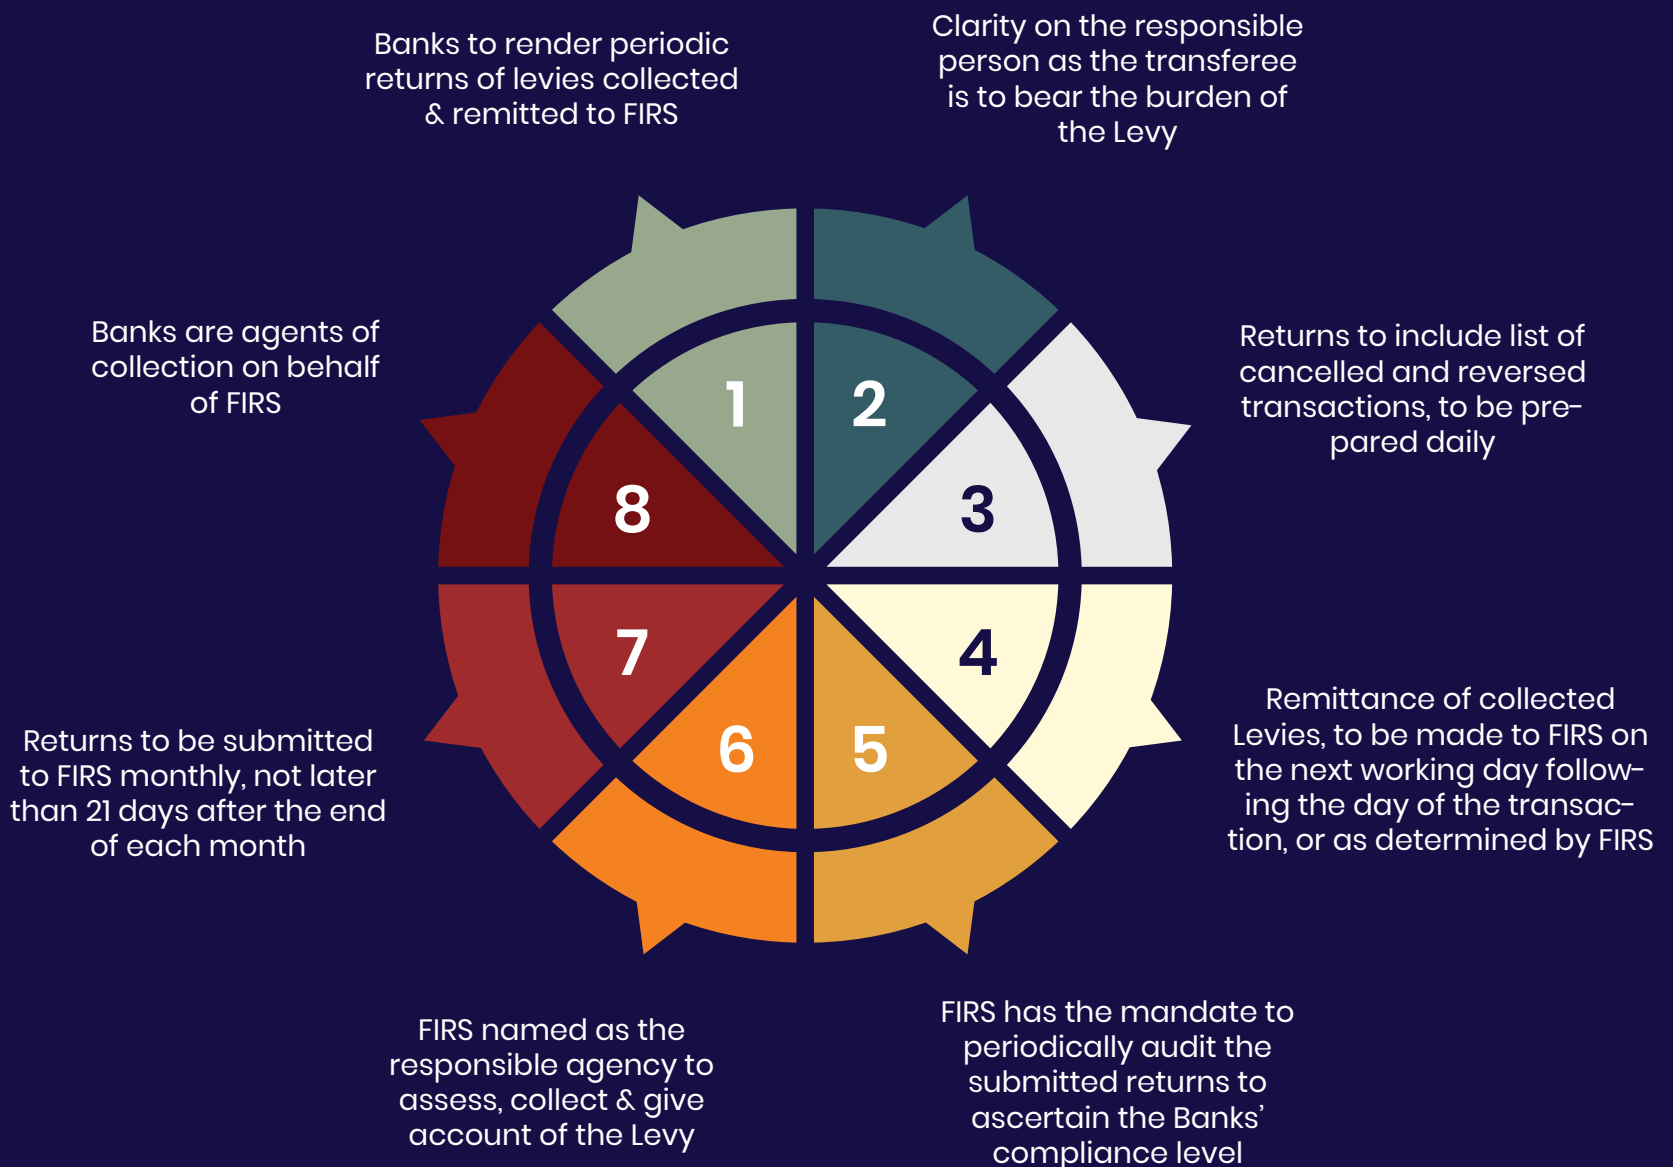 Banks to render periodic
returns of levies collected
& remitted to FIRS
Clarity on the responsible
person as the transferee
is to bear the burden of
the Levy
Banks are agents of
collection on behalf
of FIRS
Returns to include list of
cancelled and reversed
transactions, to be pre-
pared daily
1
2
8
3
7
4
6
5
Returns to be submitted
to FIRS monthly, not later
than 21 days after the end
of each month
Remittance of collected
Levies, to be made to FIRS on
the next working day follow-
ing the day of the transac-
tion, or as determined by FIRS
FIRS named as the
responsible agency to
assess, collect & give
account of the Levy
FIRS has the mandate to
periodically audit the
submitted returns to
ascertain the Banks’
compliance level